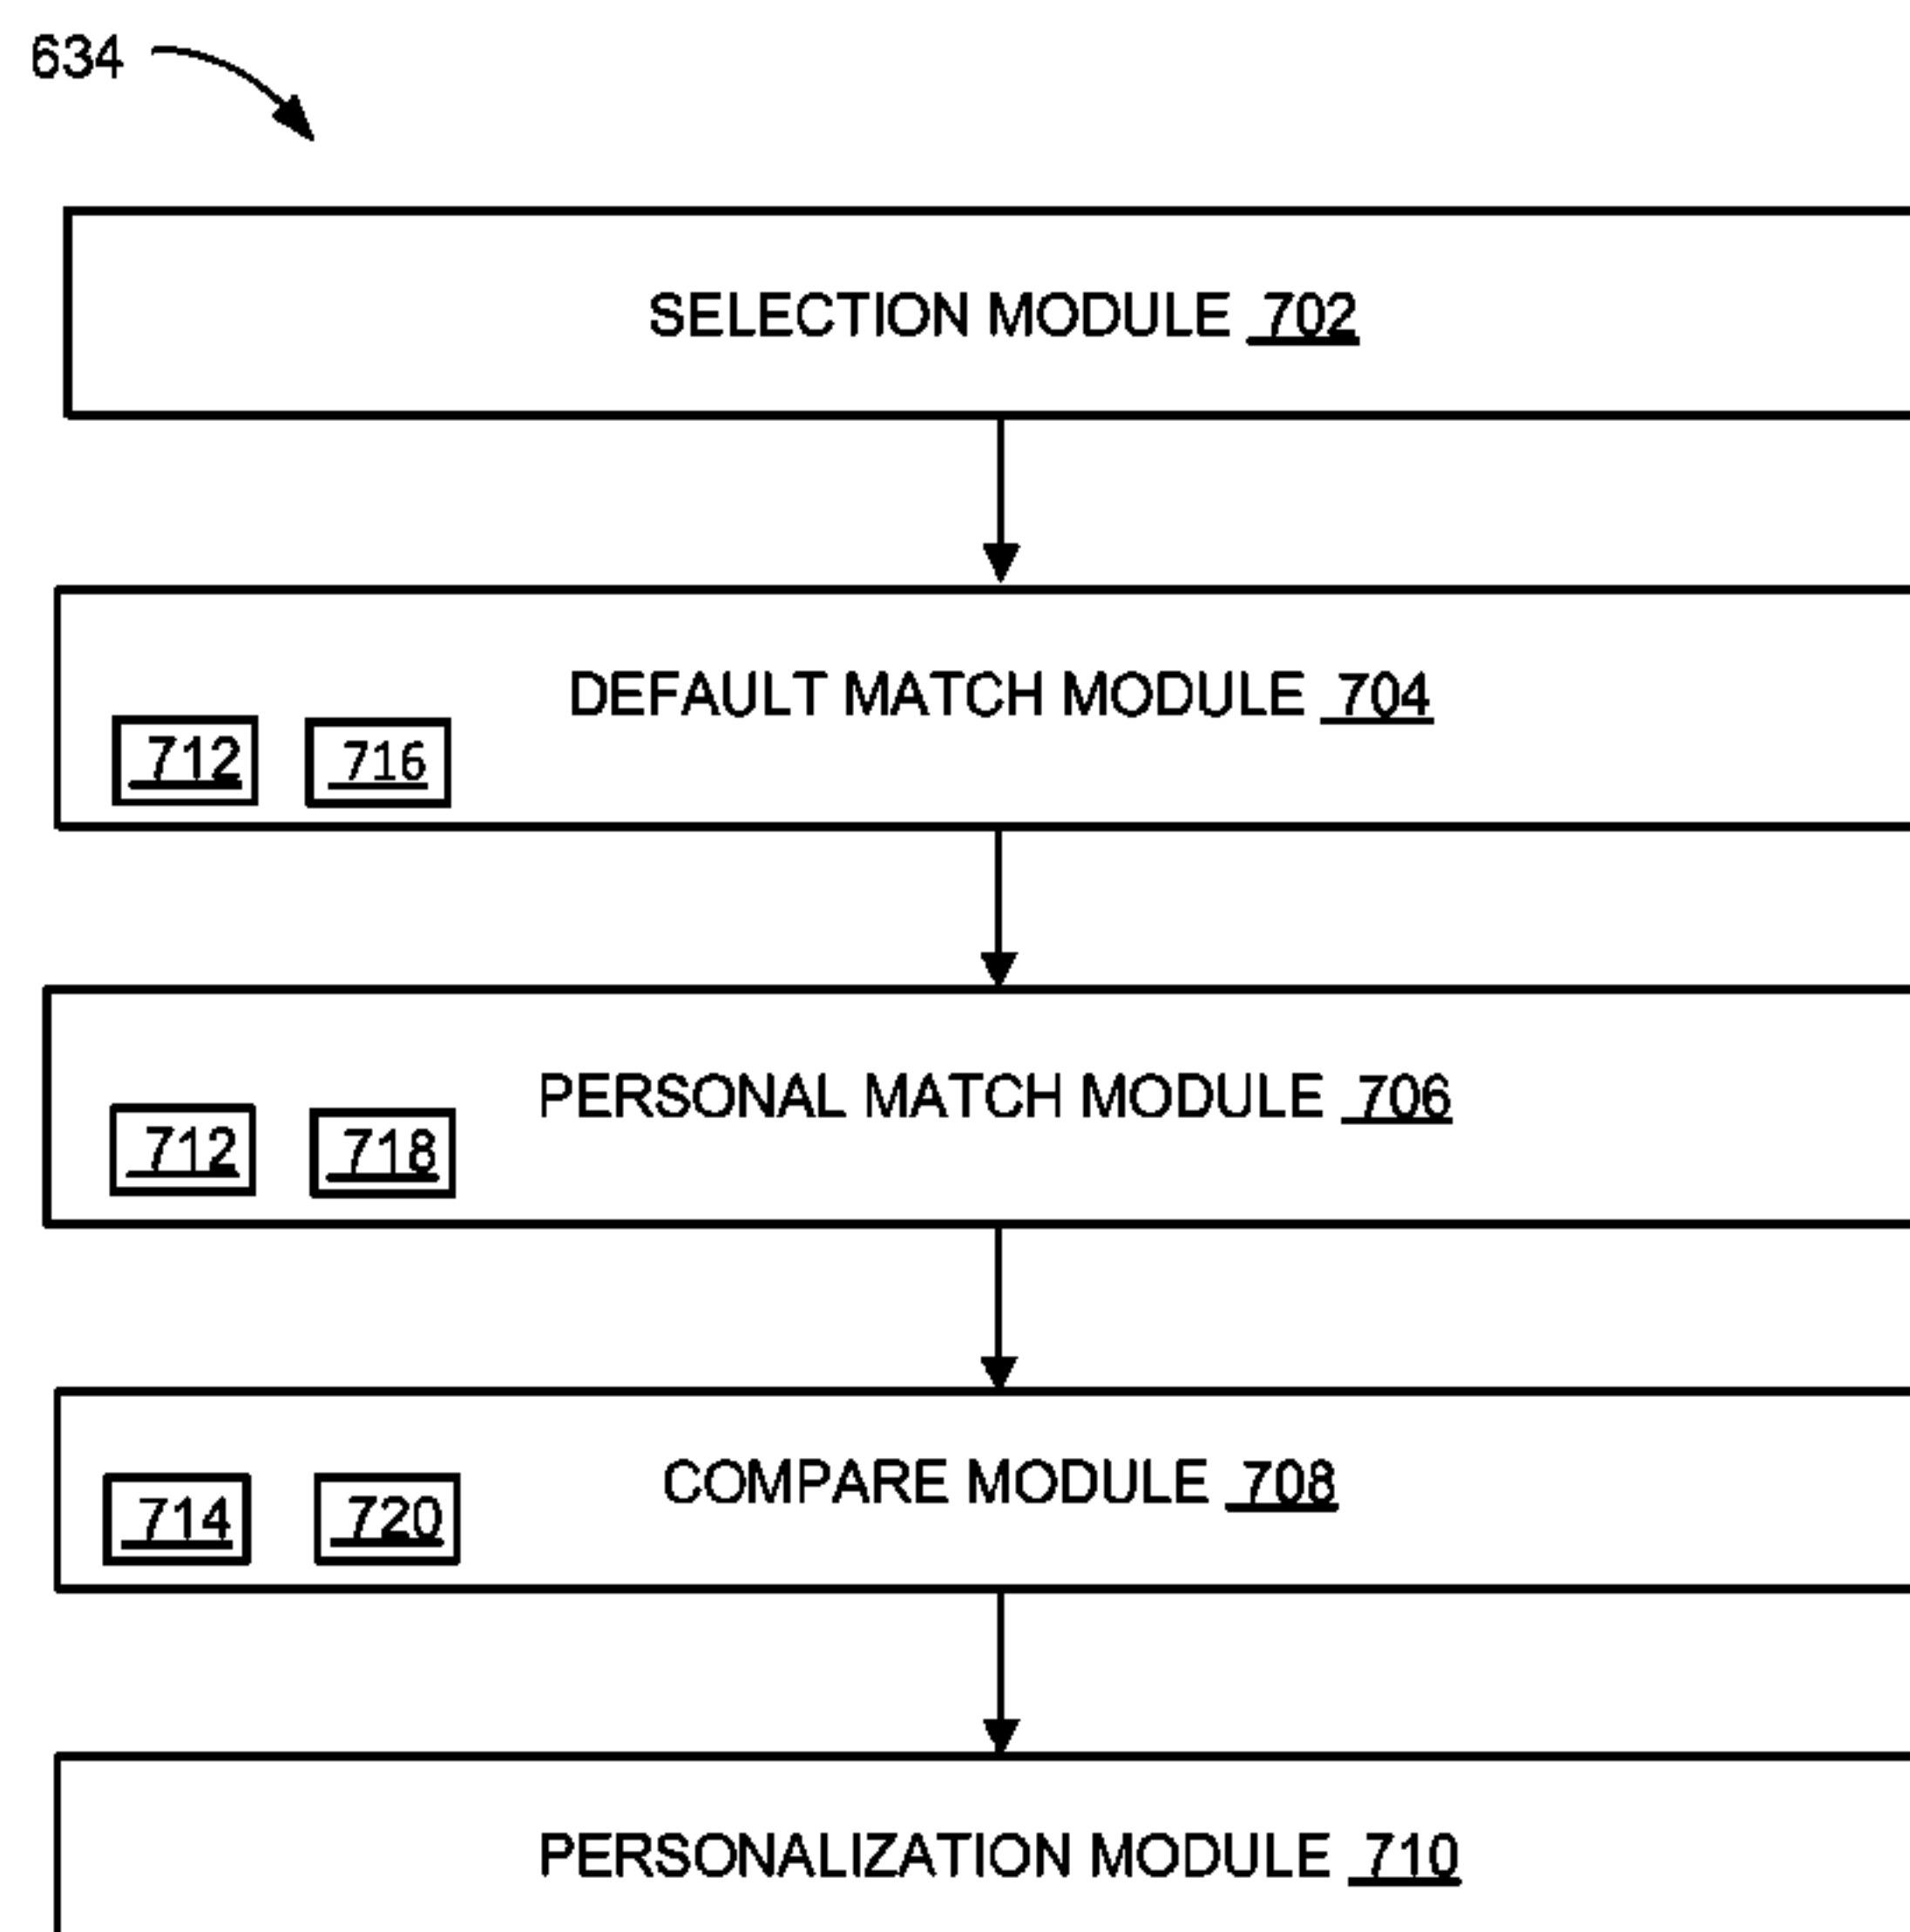 634
SELECTION MODULE 702
DEFAULT MATCH MODULE 704
712 716
PERSONAL MATCH MODULE 706
712 718
COMPARE MODULE 708
714 720
PERSONALIZATION MODULE 710